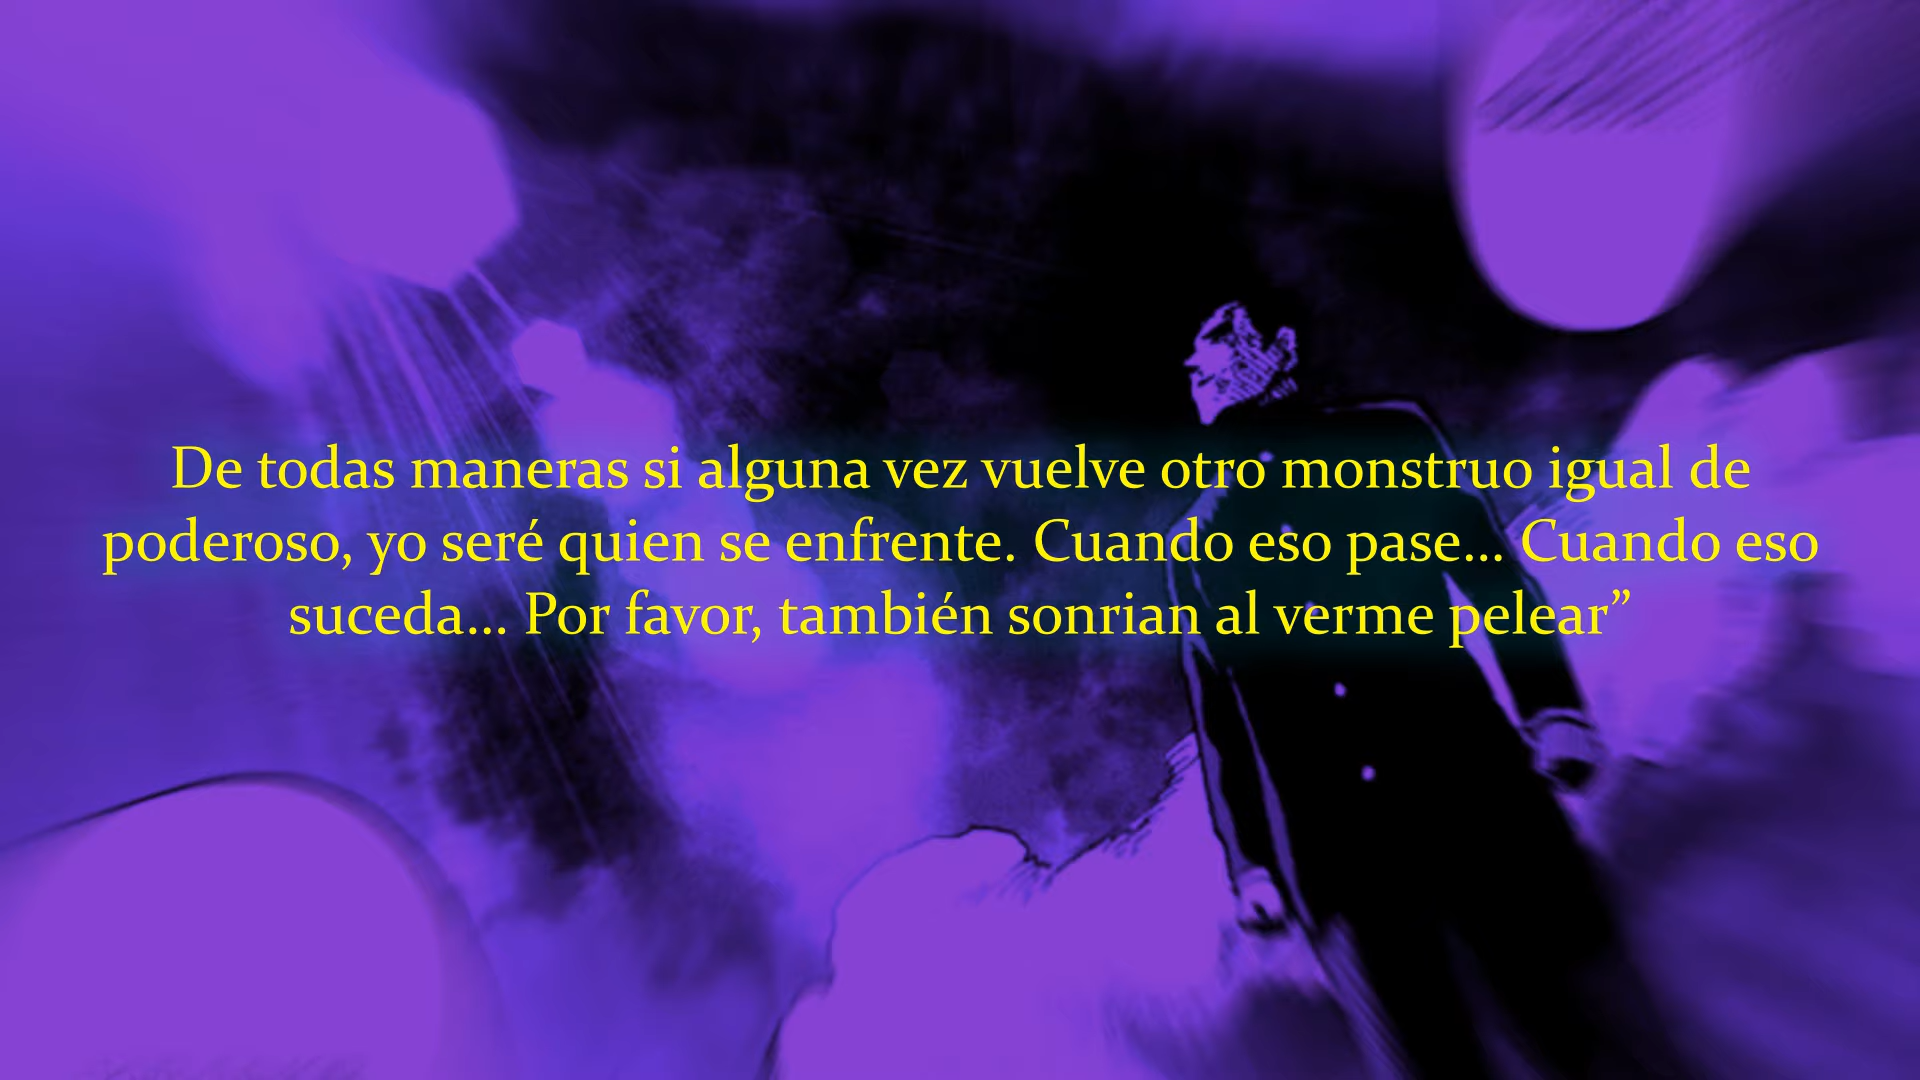 De todas maneras si alguna vez vuelve otro monstruo igual de
poderoso, yo seré quien se enfrente. Cuando eso pase... Cuando eso
suceda... Por favor, también sonrian al verme pelear”